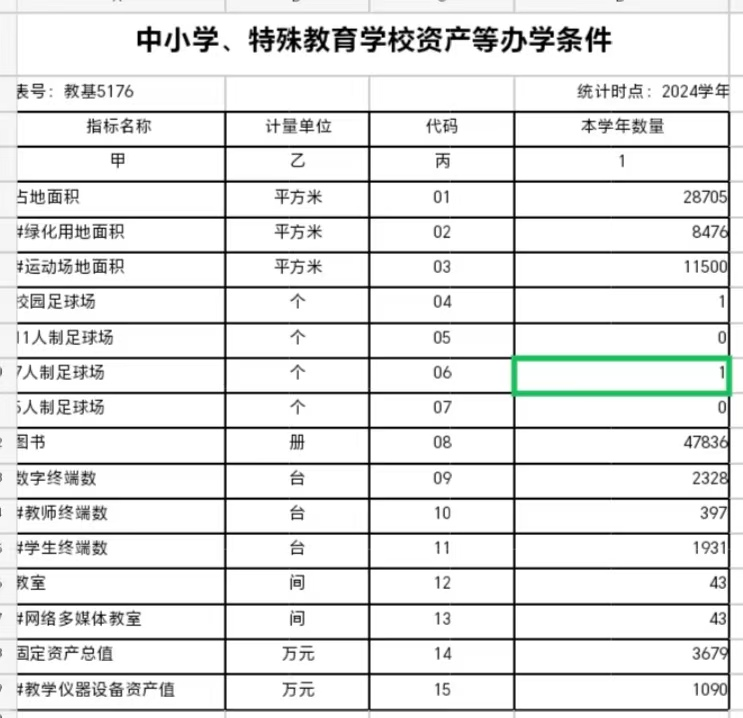 中小学、特殊教育学校资产等办学条件
表号：教基5176 统计时点：2024学年
指标名称 计量单位 代码 本学年数量
甲 乙 丙 1
占地面积 平方米 01 28705
#绿化用地面积 平方米 02 8476
#运动场地面积 平方米 03 11500
校园足球场 个 04 1
11人制足球场 个 05 0
7人制足球场 个 06 1
5人制足球场 个 07 0
图书 册 08 47836
数字终端数 台 09 2328
#教师终端数 台 10 397
#学生终端数 台 11 1931
教室 间 12 43
#网络多媒体教室 间 13 43
固定资产总值 万元 14 3679
#教学仪器设备资产值 万元 15 1090